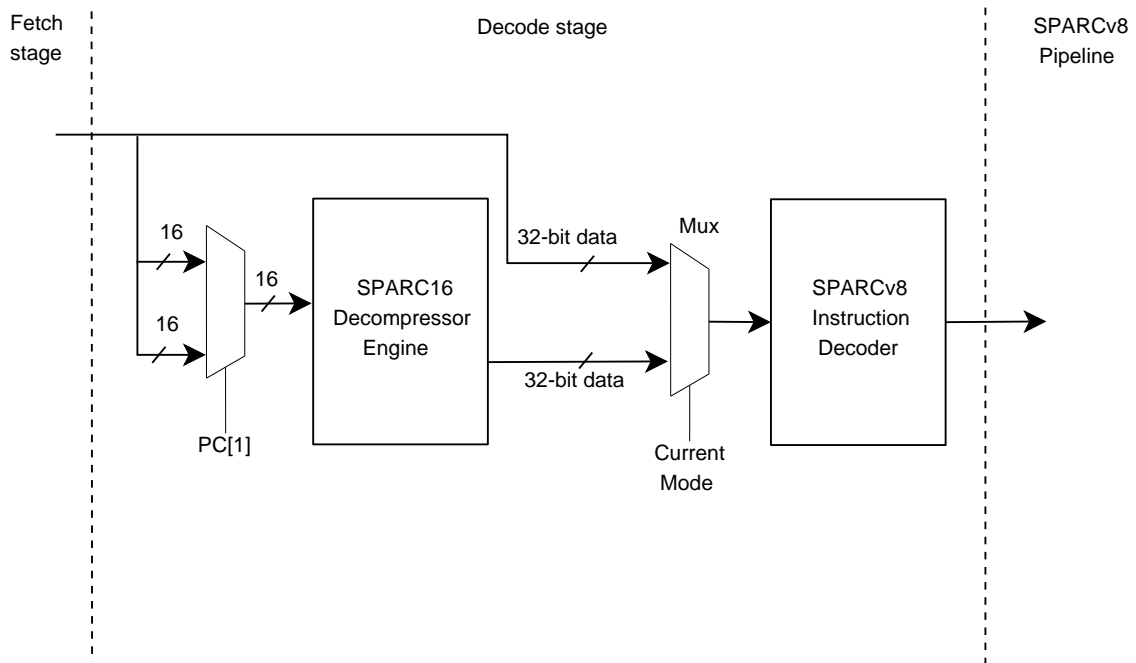 Fetch
stage
Decode stage
SPARCv8
Pipeline
16
16
16
PC[1]
SPARC16
Decompressor
Engine
32-bit data
32-bit data
Mux
Current
Mode
SPARCv8
Instruction
Decoder